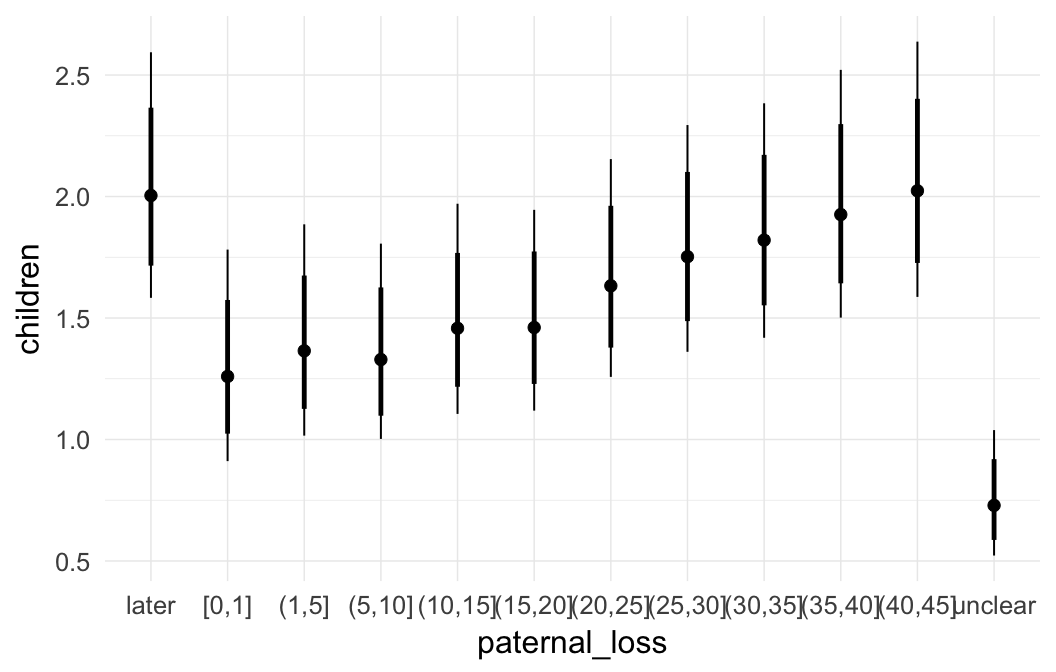 2.5
2.0
1.5
1.0
0.5
children
later [0,1] (1,5] (5,10] (10,15] (15,20] (20,25] (25,30] (30,35] (35,40] (40,45] unclear
paternal_loss